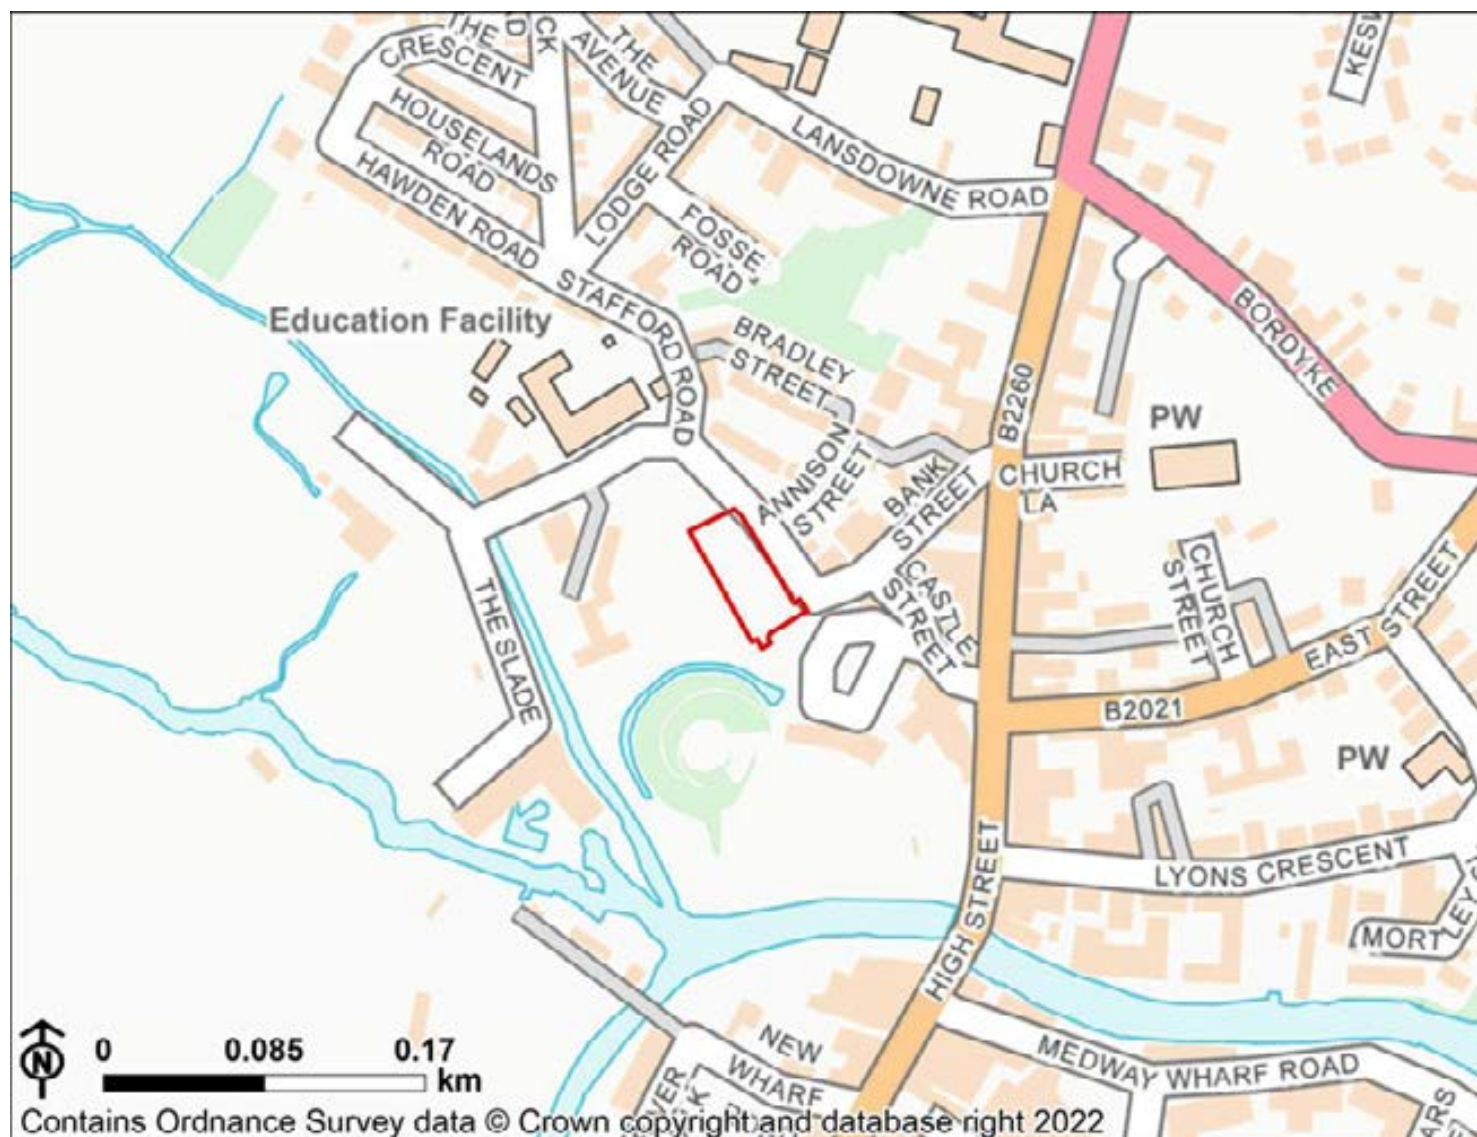 THE
CRESCENT
CK
THE
AVENUE
KESW
HOUSELANDS
ROAD
LODGE ROAD
LANSDOWNE ROAD
HAWDEN ROAD
FOSSE
ROAD
STAFFORD ROAD
Education Facility
BRADLEY
STREET
BORDYKE
B2260
PW
ANNISON
STREET
BANK
STREET
CHURCH
LA
CASTLE
STREET
CHURCH
STREET
EAST STREET
THE SLADE
B2021
PW
HIGH STREET
LYONS CRESCENT
MORTLEY
NEW
WHARF
MEDWAY WHARF ROAD
N
0 0.085 0.17
km
Contains Ordnance Survey data © Crown copyright and database right 2022